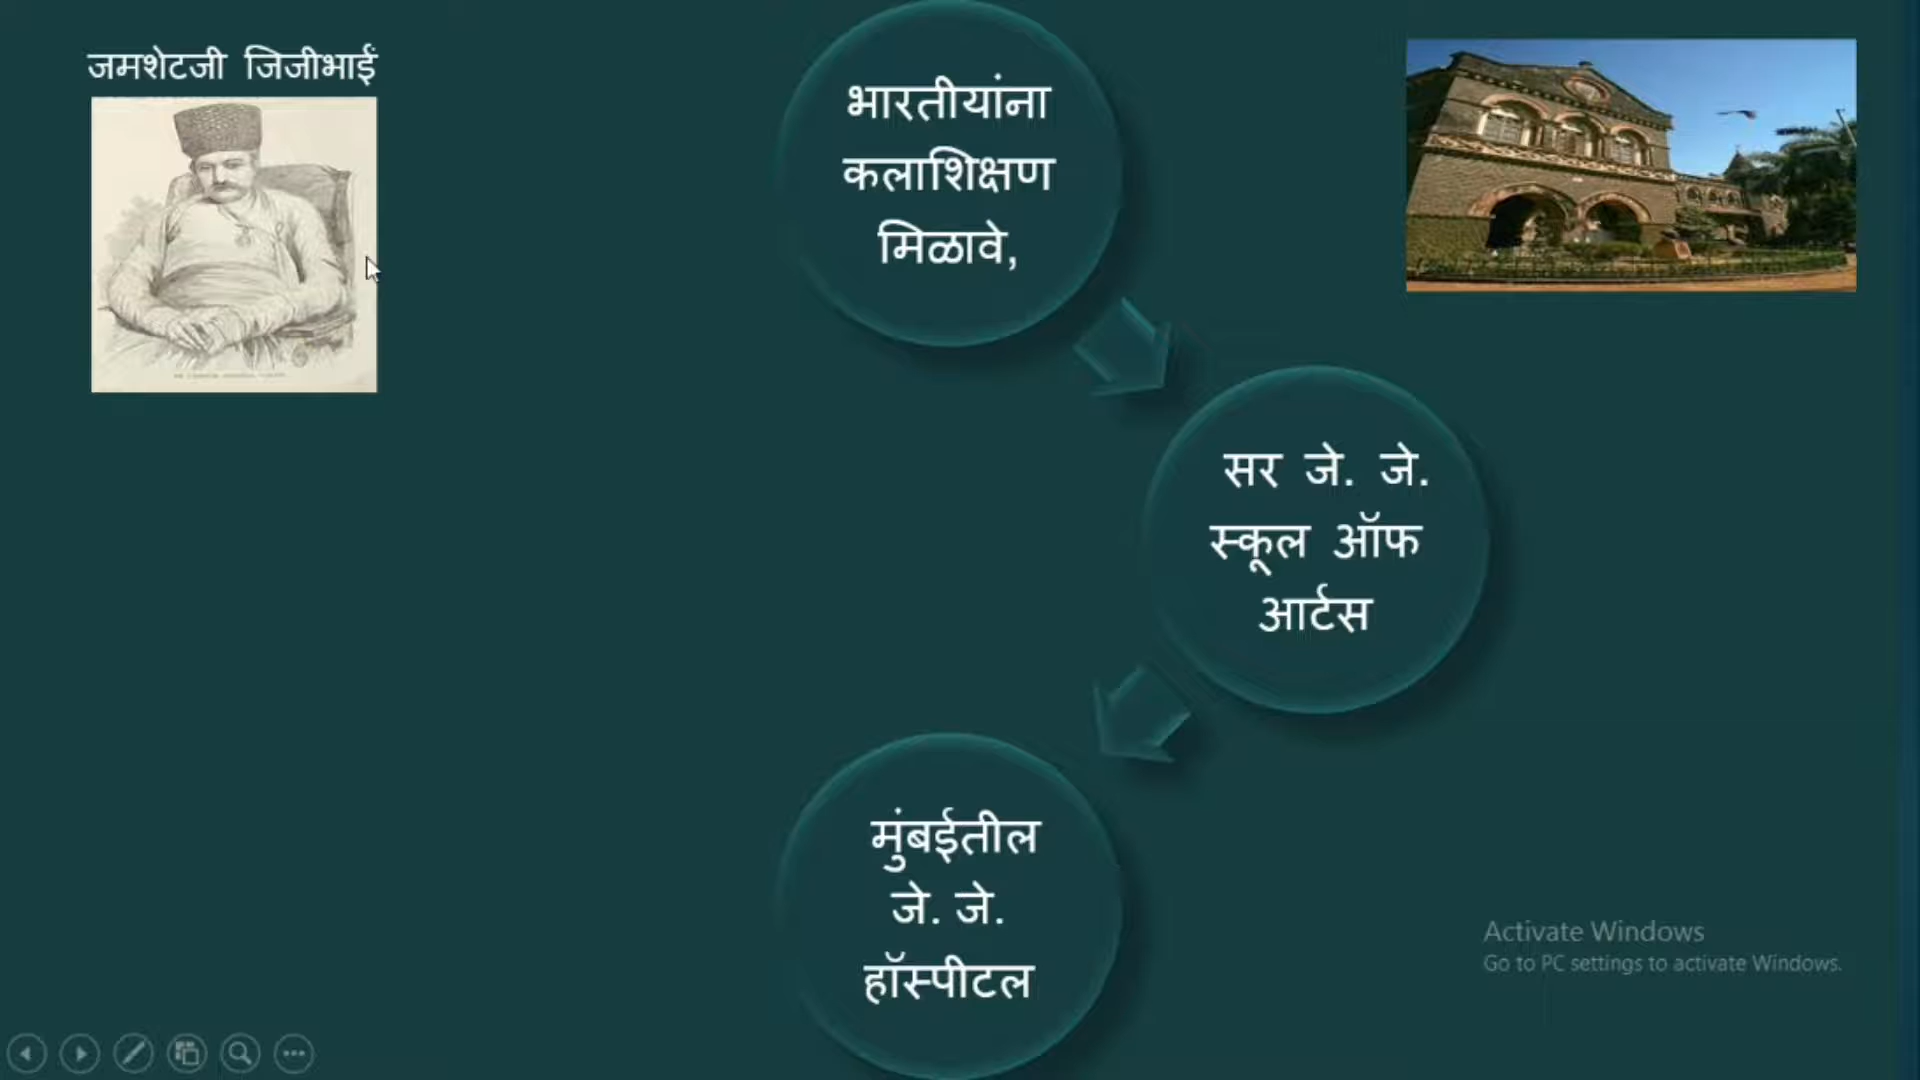 जमशेटजी जिजीभाई
भारतीयांना
कलाशिक्षण
मिळावे,
सर जे. जे.
स्कूल ऑफ
आर्टस
मुंबईतील
जे. जे.
हॉस्पीटल
Activate Windows
Go to PC settings to activate Windows.